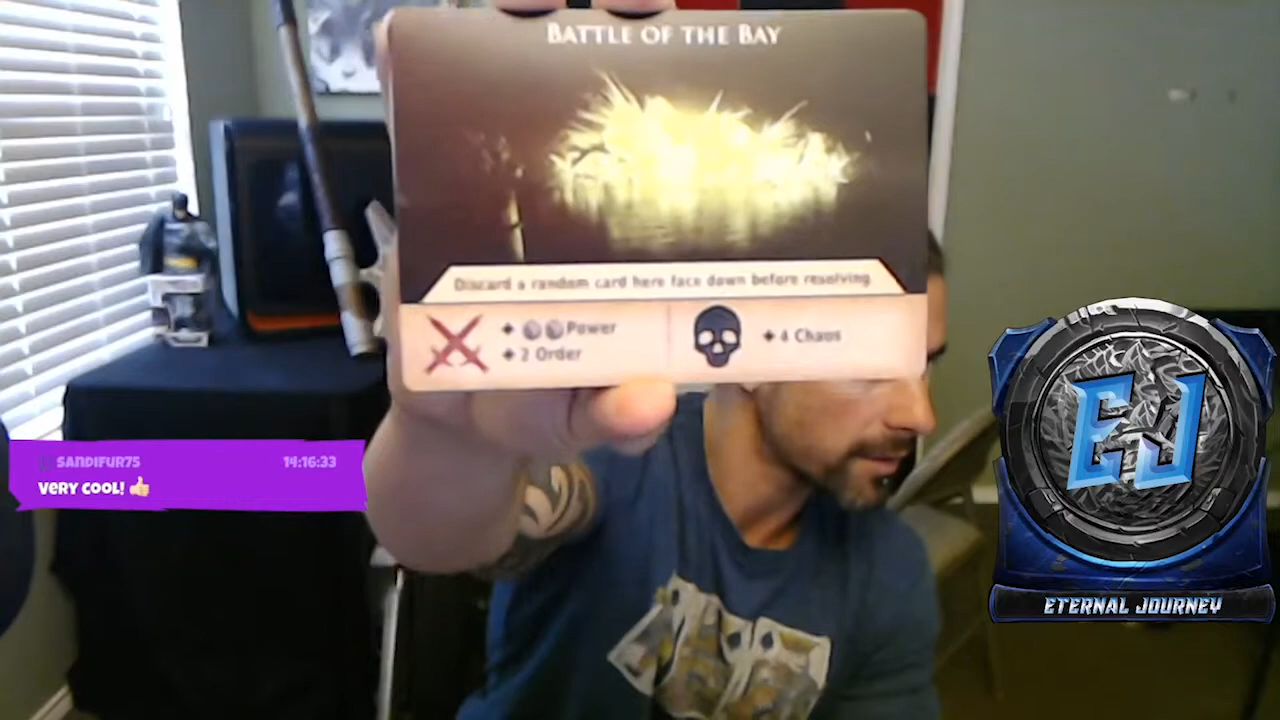 BATTLE OF THE BAY
Discard a random card here face down before resolving.
+ Power
+ 2 Order
+ 4 Chaos
SANDIFUR75
14:16:33
VERY COOL! 👍
EJ
ETERNAL JOURNEY